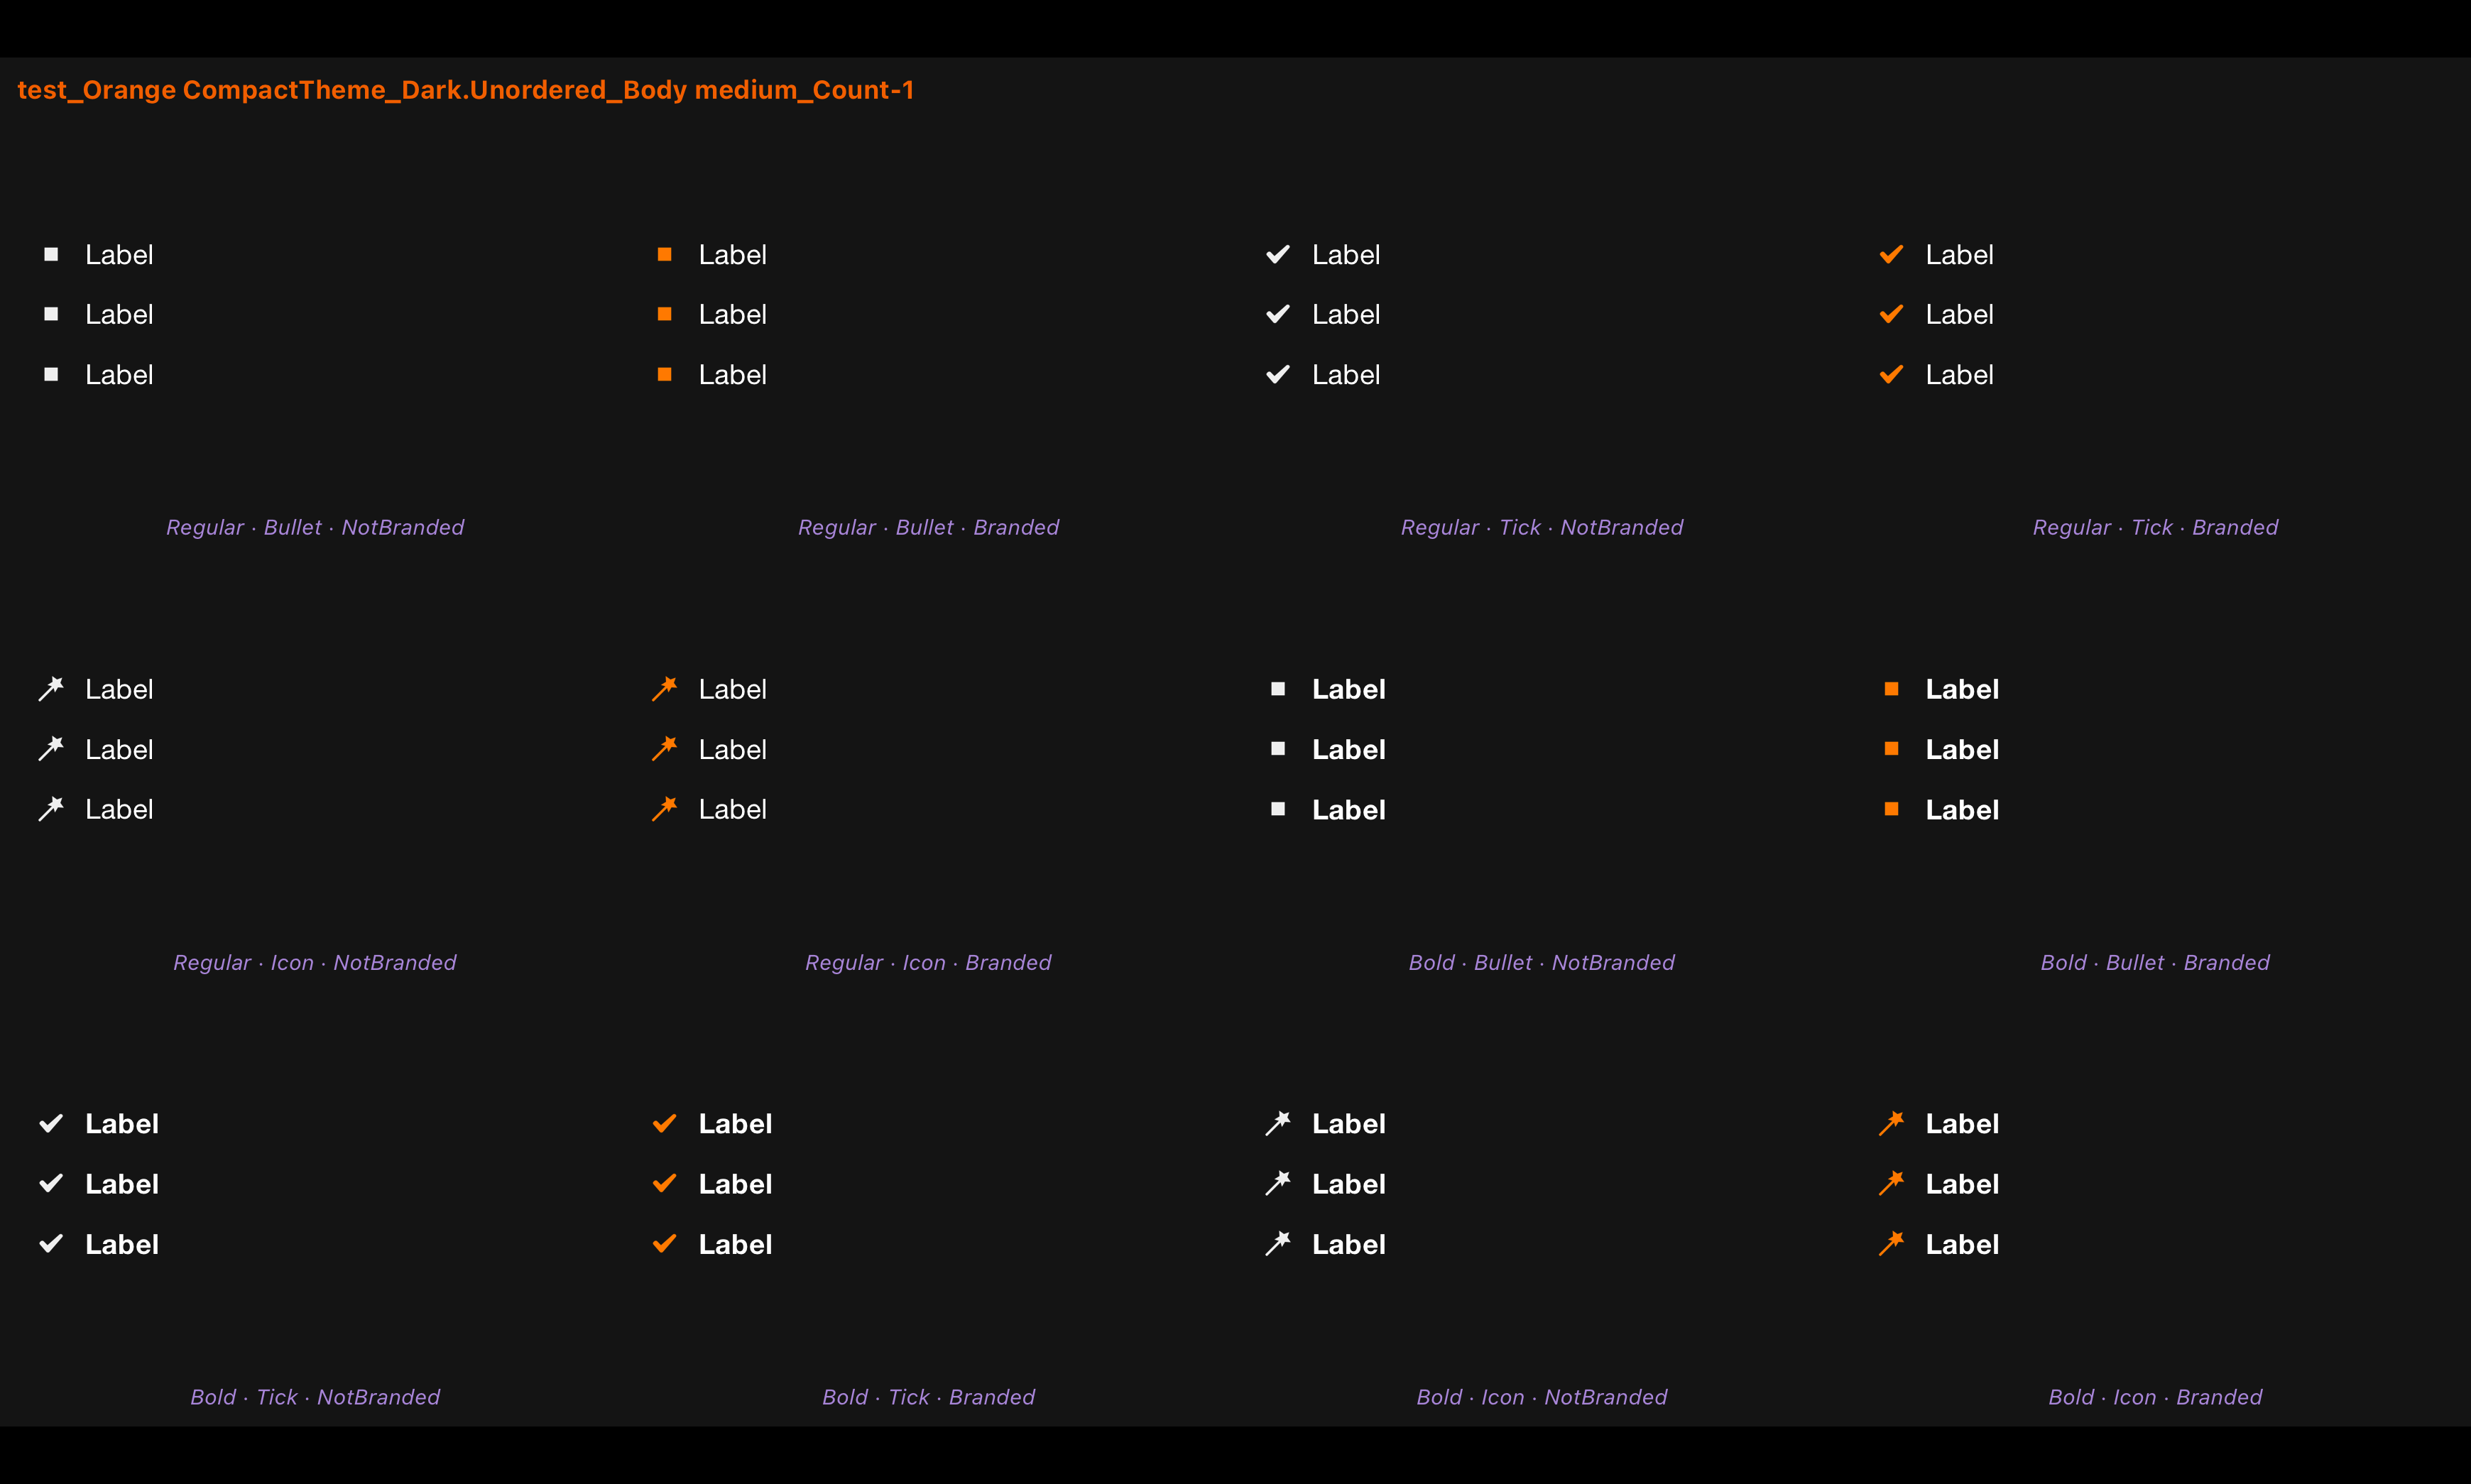 test_Orange CompactTheme_Dark.Unordered_Body medium_Count-1
Label
Label
Label
Regular · Bullet · NotBranded
Label
Label
Label
Regular · Bullet · Branded
Label
Label
Label
Regular · Tick · NotBranded
Label
Label
Label
Regular · Tick · Branded
Label
Label
Label
Regular · Icon · NotBranded
Label
Label
Label
Regular · Icon · Branded
Label
Label
Label
Bold · Bullet · NotBranded
Label
Label
Label
Bold · Bullet · Branded
Label
Label
Label
Bold · Tick · NotBranded
Label
Label
Label
Bold · Tick · Branded
Label
Label
Label
Bold · Icon · NotBranded
Label
Label
Label
Bold · Icon · Branded